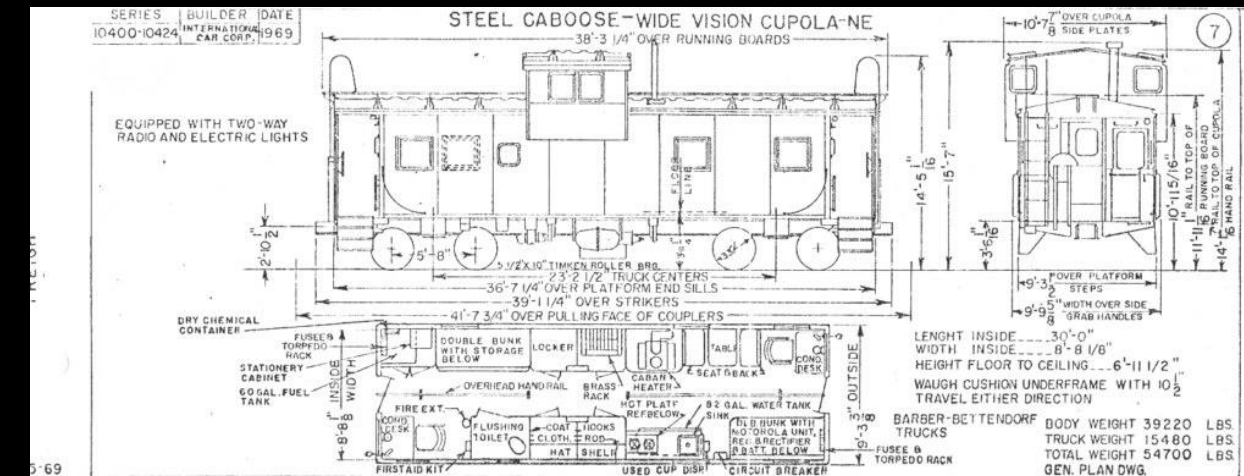 SERIES BUILDER DATE
10400-10424 INTERNATIONAL CAR CORP. 1969
STEEL CABOOSE-WIDE VISION CUPOLA-NE
38'-3 1/4" OVER RUNNING BOARDS
10'-7 7/8" OVER CUPOLA
SIDE PLATES
7
EQUIPPED WITH TWO-WAY
RADIO AND ELECTRIC LIGHTS
FLOOR
LINE
14'-5 1/16"
15'-7"
10'-11 5/16"
RAIL TO TOP OF
RUNNING BOARD
RAIL TO TOP OF CUPOLA
HAND RAIL
2'-10 1/2"
5'-8"
33"
3'-6 1/16"
5 1/2" X 10" TIMKEN ROLLER BRG.
23'-2 1/2" TRUCK CENTERS
36'-7 1/4" OVER PLATFORM END SILLS
39'-1 1/4" OVER STRIKERS
41'-7 3/4" OVER PULLING FACE OF COUPLERS
OVER PLATFORM
STEPS
9'-9 5/8" WIDTH OVER SIDE
GRAB HANDLES
DRY CHEMICAL
CONTAINER
FUSEE &
TORPEDO
RACK
STATIONERY
CABINET
60 GAL. FUEL
TANK
8'-8 1/8" INSIDE
WIDTH
DOUBLE BUNK
WITH STORAGE
BELOW
LOCKER
TABLE
SEAT & BACK
COND.
DESK
OVERHEAD HAND RAIL
BRASS
RACK
CABAN
HEATER
HOT PLATE
REF BELOW
82 GAL. WATER TANK
SINK
9'-3 3/8" OUTSIDE
FIRE EXT.
COND.
DESK
FLUSHING
TOILET
COAT HOOKS
CLOTH. ROD
HAT SHELF
OLD BUNK WITH
MOTOROLA UNIT,
REC. & RECTIFIER
& BATT. BELOW
FIRST AID KIT
USED CUP DISP.
CIRCUIT BREAKER
FUSEE &
TORPEDO RACK
LENGHT INSIDE____30'-0"
WIDTH INSIDE____8'-8 1/8"
HEIGHT FLOOR TO CEILING___6'-11 1/2"
WAUGH CUSHION UNDERFRAME WITH 10 1/2"
TRAVEL EITHER DIRECTION
BARBER-BETTENDORF
TRUCKS
BODY WEIGHT 39220 LBS.
TRUCK WEIGHT 15480 LBS.
TOTAL WEIGHT 54700 LBS.
GEN. PLAN DWG.
5-69